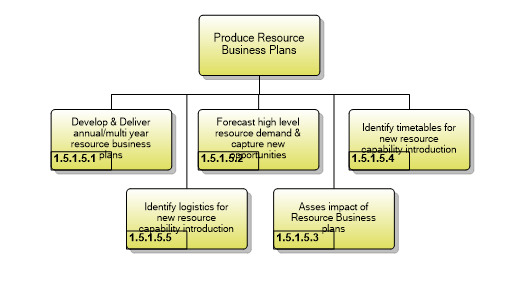 Produce Resource
Business Plans
Develop & Deliver
annual/multi year
resource business
plans
1.5.1.5.1
Forecast high level
resource demand &
capture new
opportunities
1.5.1.5.2
Identify timetables for
new resource
capability introduction
1.5.1.5.4
Identify logistics for
new resource
capability introduction
1.5.1.5.5
Asses impact of
Resource Business
plans
1.5.1.5.3